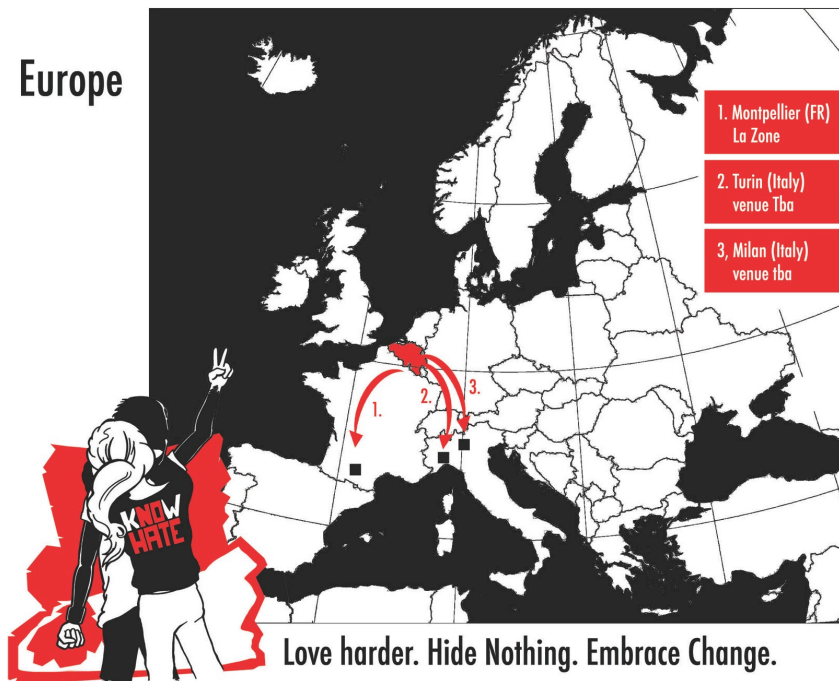 Europe
1. Montpellier (FR)
La Zone
2. Turin (Italy)
venue Tba
3, Milan (Italy)
venue tba
1.
2.
3.
KNOW
HATE
Love harder. Hide Nothing. Embrace Change.